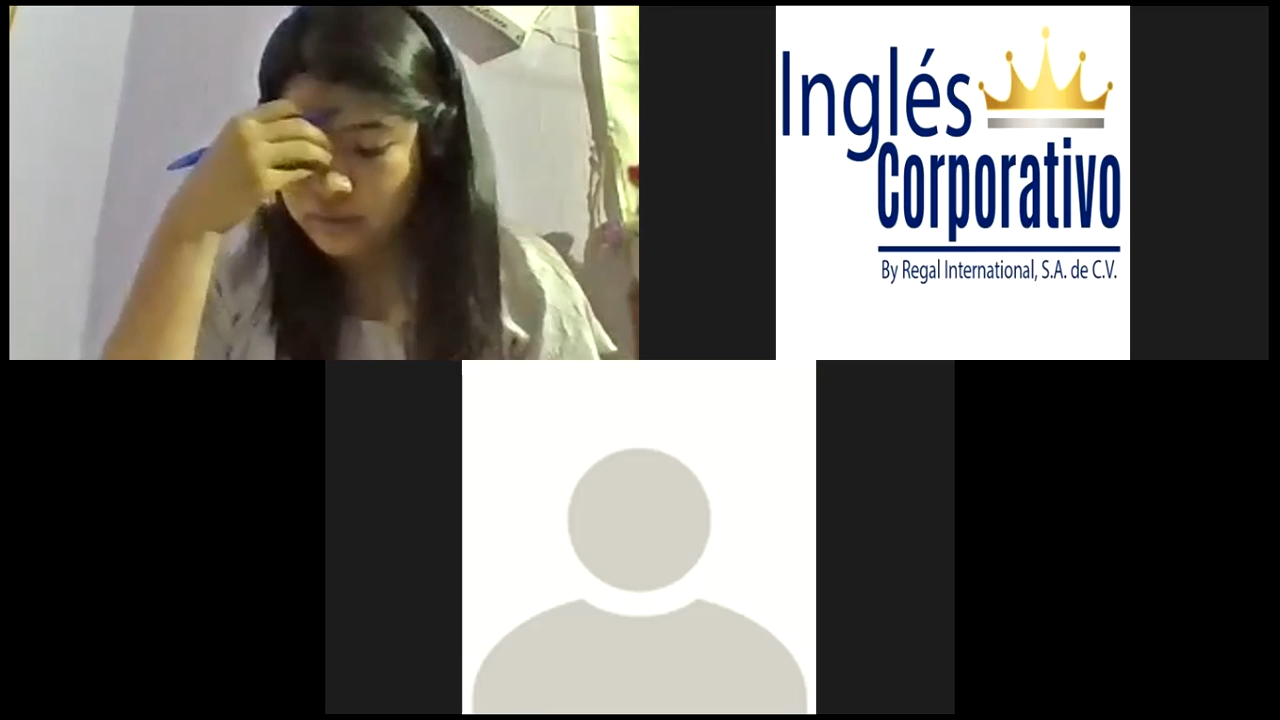 Inglés
Corporativo
By Regal International, S.A. de C.V.